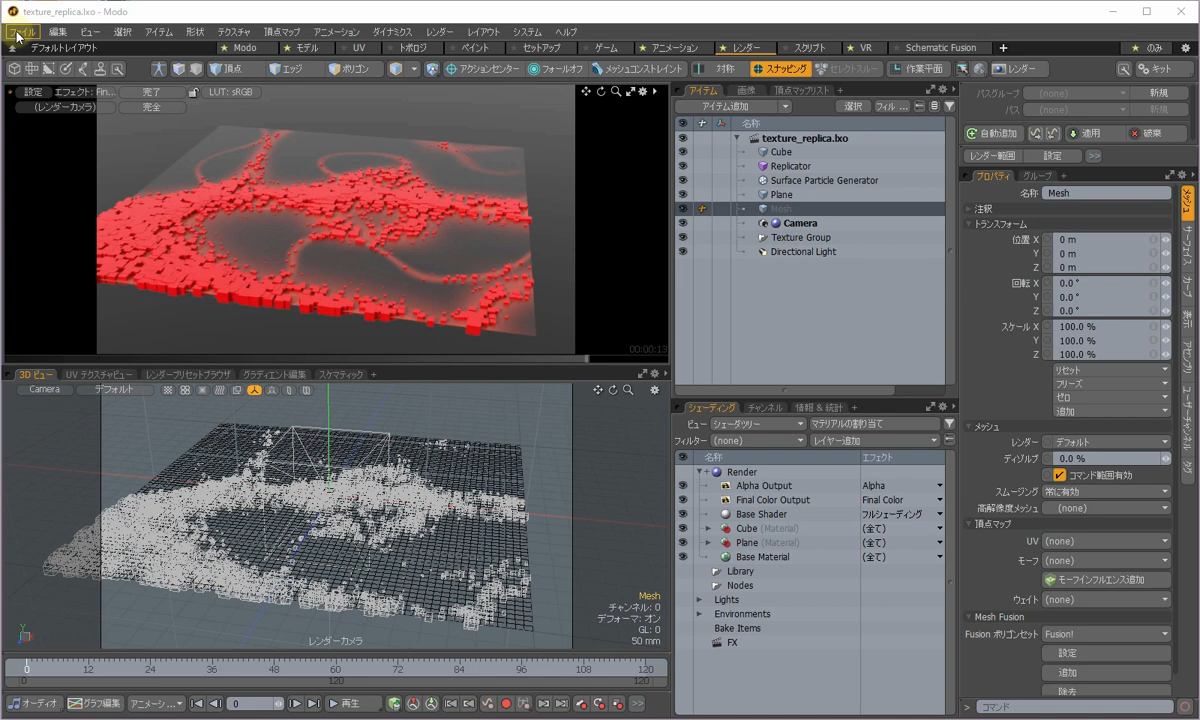 texture_replica.lxo - Modo
ファイル 編集 ビュー 選択 アイテム 形状 テクスチャ 頂点マップ アニメーション ダイナミクス レンダー レイアウト システム ヘルプ
デフォルトレイアウト ★ Modo ★ モデル ★ UV ★ トポロジ ★ ペイント ★ セットアップ ★ ゲーム ★ アニメーション ★ レンダー ★ スクリプト ★ VR ★ Schematic Fusion + ★ のみ
頂点 エッジ ポリゴン アクションセンター フォールオフ メッシュコンストレイント 対称 スナッピング セレクトスルー 作業平面 レンダー キット
設定 エフェクト: Fin... 完了 LUT: sRGB
(レンダーカメラ) 完全
00:00:13
3D ビュー UV テクスチャビュー レンダープリセットブラウザ グラディエント編集 スケマティック +
Camera デフォルト
Mesh
チャンネル: 0
デフォーマ: オン
GL: 0
50 mm
レンダーカメラ
Y
0 12 24 36 48 60 72 84 96 108 120
0 120 120
オーディオ グラフ編集 アニメーシ... 0 再生 >>
アイテム 画像 頂点マップリスト +
アイテム追加 選択 フィル ...
名称
texture_replica.lxo
Cube
Replicator
Surface Particle Generator
Plane
Mesh
Camera
Texture Group
Directional Light
シェーディング チャンネル 情報 & 統計 +
ビュー シェーダツリー マテリアルの割り当て
フィルター (none) レイヤー追加
名称 エフェクト
Render
Alpha Output Alpha
Final Color Output Final Color
Base Shader フルシェーディング
Cube (Material) (全て)
Plane (Material) (全て)
Base Material (全て)
Library
Nodes
Lights
Environments
Bake Items
FX
パスグループ (none) 新規
パス (none) 新規
自動追加 適用 破棄
レンダー範囲 設定 >>
プロパティ グループ +
名称 Mesh
注釈
トランスフォーム
位置 X 0 m
Y 0 m
Z 0 m
回転 X 0.0 °
Y 0.0 °
Z 0.0 °
スケール X 100.0 %
Y 100.0 %
Z 100.0 %
リセット
フリーズ
ゼロ
追加
メッシュ
レンダー デフォルト
ディゾルブ 0.0 %
コマンド範囲有効
スムージング 常に有効
高解像度メッシュ (none)
頂点マップ
UV (none)
モーフ (none)
モーフインフルエンス追加
ウェイト (none)
Mesh Fusion
Fusion ポリゴンセット Fusion!
設定
追加
除去
> コマンド
メッシュ
サーフェイス
カーブ
表示
アセンブリ
ユーザーチャンネル
タグ